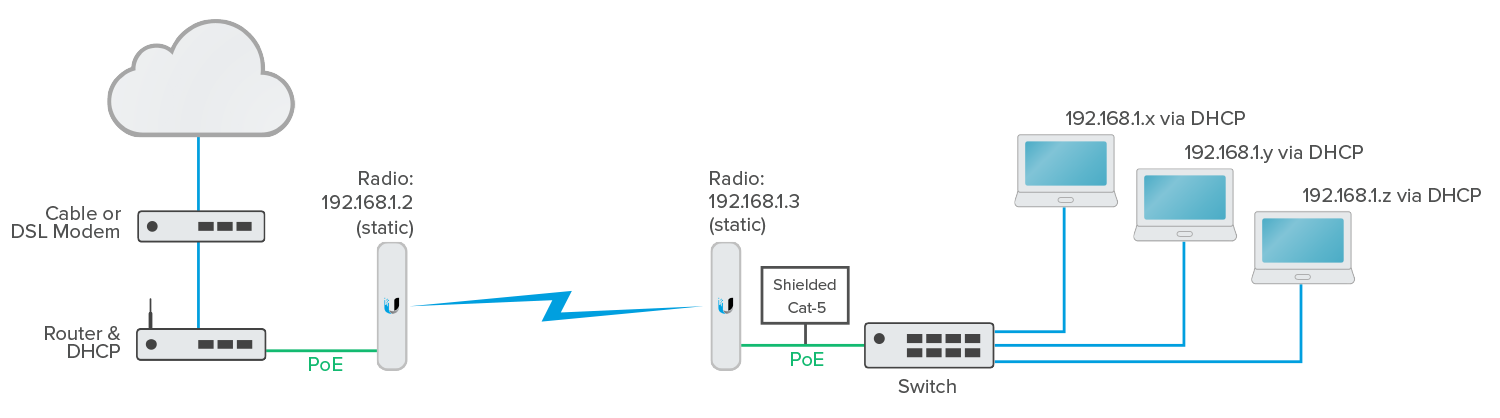 Cable or
DSL Modem
Router &
DHCP
PoE
Radio:
192.168.1.2
(static)
Radio:
192.168.1.3
(static)
Shielded
Cat-5
PoE
Switch
192.168.1.x via DHCP
192.168.1.y via DHCP
192.168.1.z via DHCP